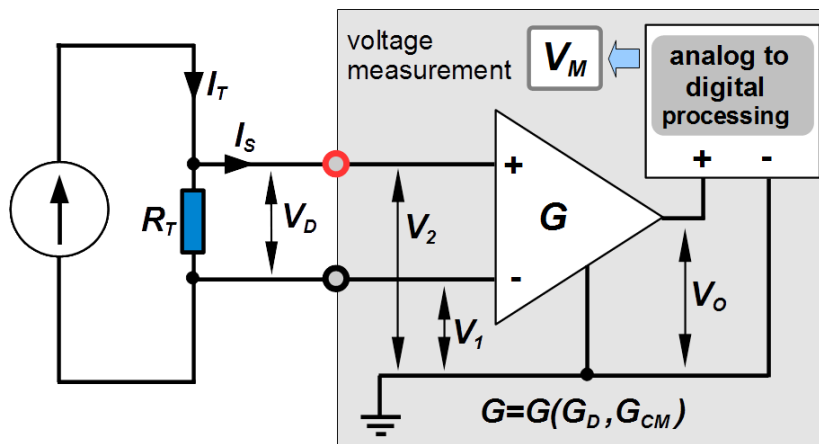 voltage
measurement
V_M
analog to
digital
processing
+ -
I_T
I_S
+
R_T
V_D
V_2
G
-
V_1
V_O
G=G(G_D,G_CM)